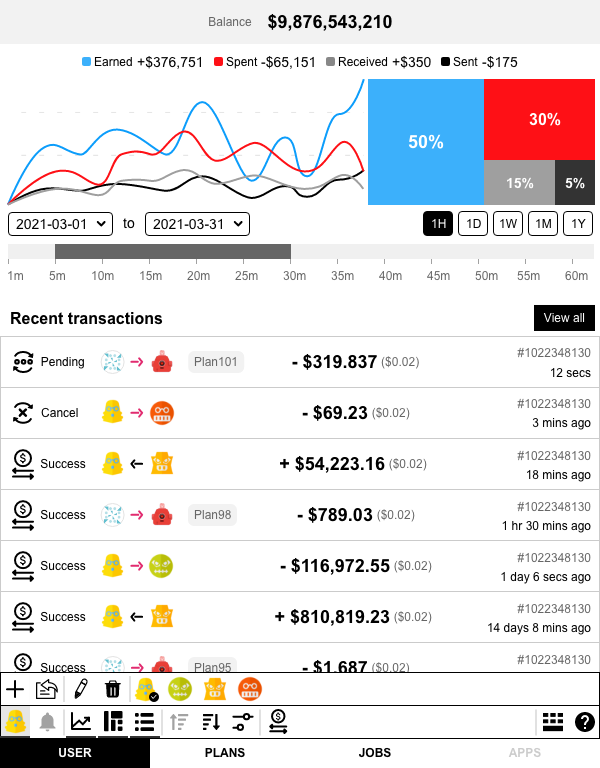 Balance $9,876,543,210
Earned +$376,751 Spent -$65,151 Received +$350 Sent -$175
50%
30%
15%
5%
2021-03-01 to 2021-03-31 1H 1D 1W 1M 1Y
1m 5m 10m 15m 20m 25m 30m 35m 40m 45m 50m 55m 60m
Recent transactions View all
Pending Plan101 - $319.837 ($0.02) #1022348130
12 secs
Cancel - $69.23 ($0.02) #1022348130
3 mins ago
Success + $54,223.16 ($0.02) #1022348130
18 mins ago
Success Plan98 - $789.03 ($0.02) #1022348130
1 hr 30 mins ago
Success - $116,972.55 ($0.02) #1022348130
1 day 6 secs ago
Success + $810,819.23 ($0.02) #1022348130
14 days 8 mins ago
Success Plan95 - $1.687 ($0.02) #1022348130
USER PLANS JOBS APPS